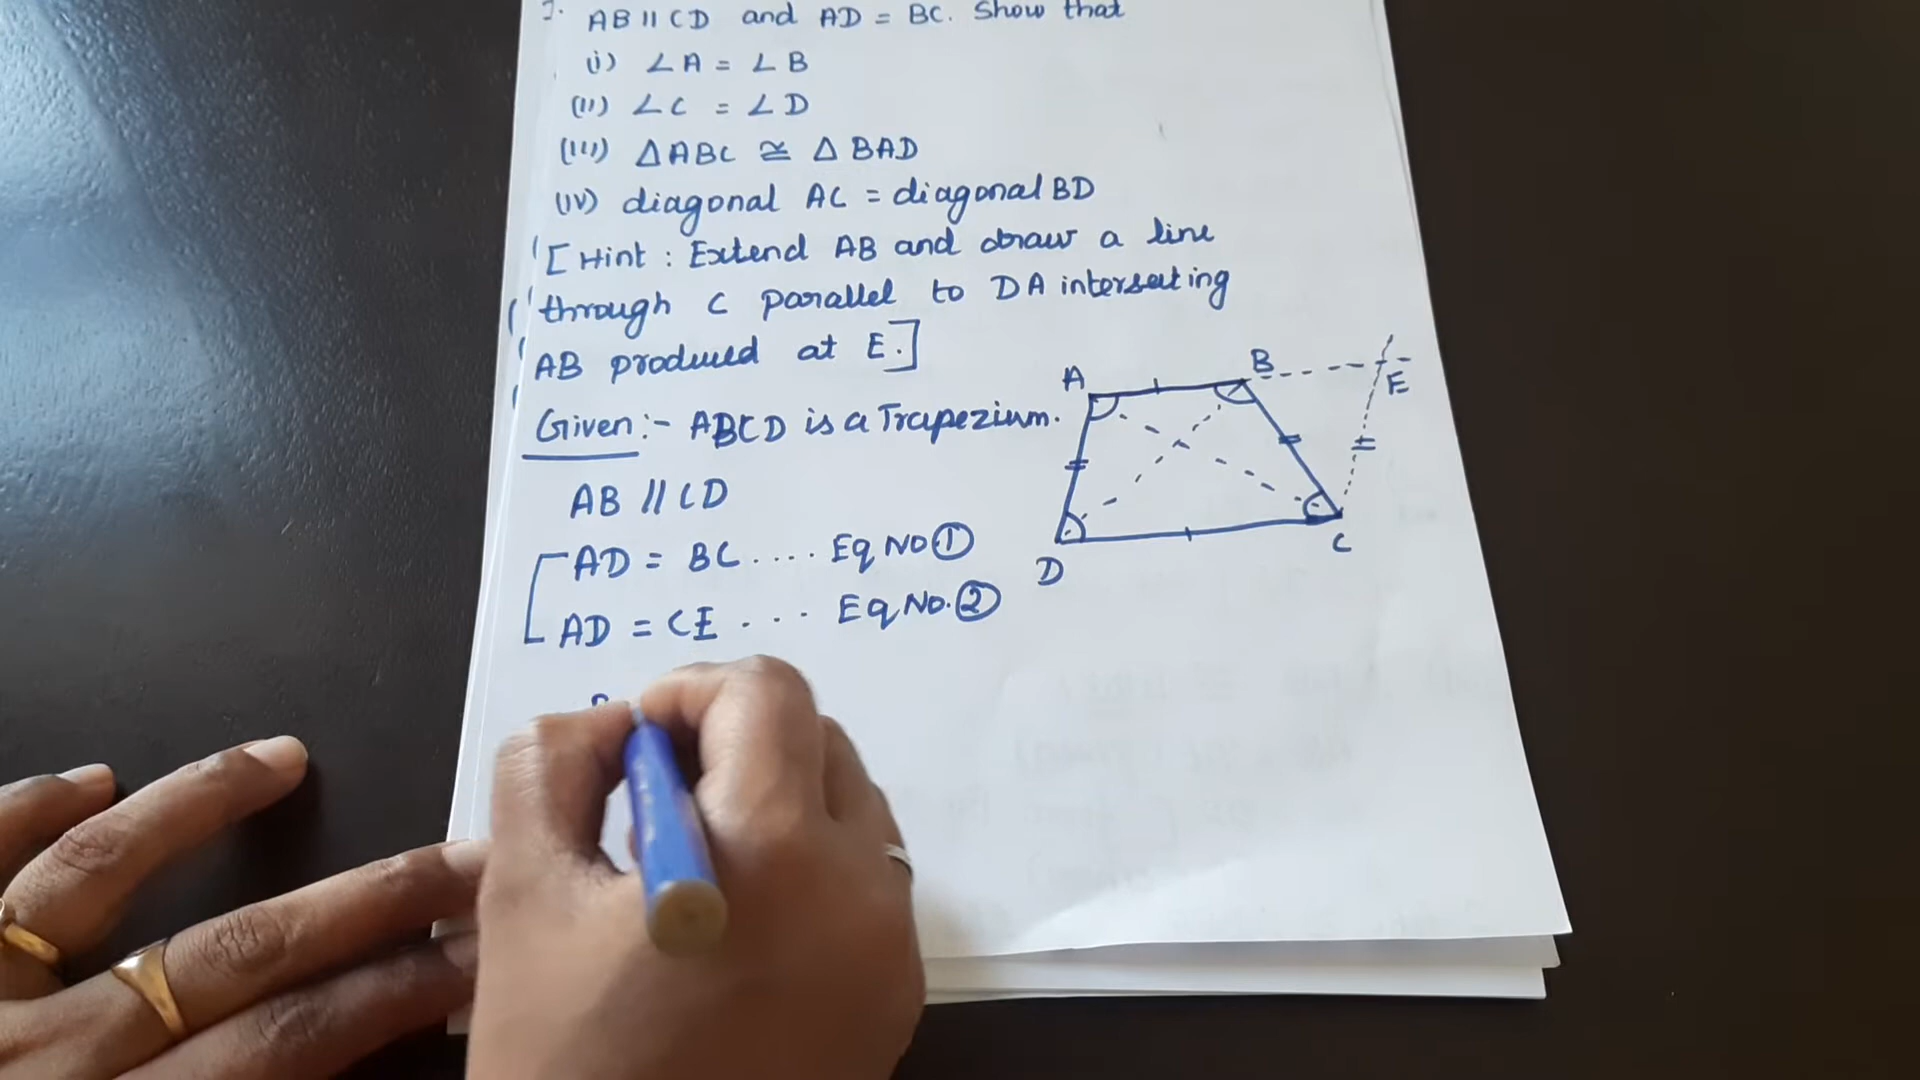 7. AB || CD and AD = BC. Show that
(i) ∠A = ∠B
(ii) ∠C = ∠D
(iii) ΔABC ≅ ΔBAD
(iv) diagonal AC = diagonal BD
[Hint : Extend AB and draw a line
through C parallel to DA intersecting
AB produced at E.]
Given :- ABCD is a Trapezium.
AB || CD
AD = BC .... Eq No ①
AD = CE ... Eq No. ②
A
B
E
D
C